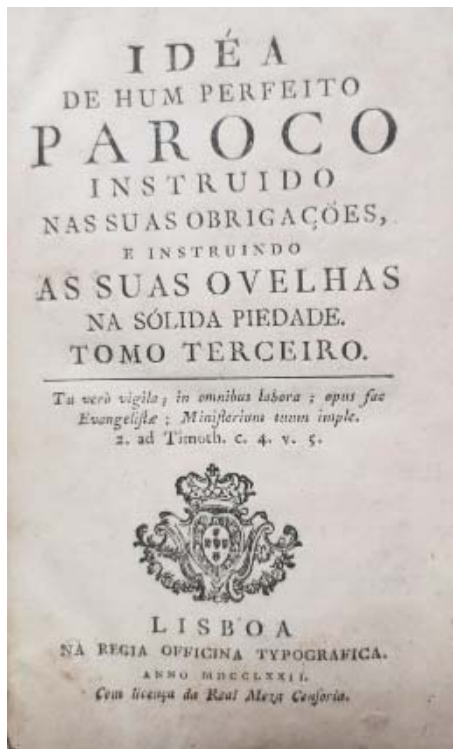 IDÉA
DE HUM PERFEITO
PAROCO
INSTRUIDO
NAS SUAS OBRIGAÇÕES,
E INSTRUINDO
AS SUAS OVELHAS
NA SÓLIDA PIEDADE.
TOMO TERCEIRO.
Tu verò vigila, in omnibus labora ; opus fac
Evangeliſtæ ; Miniſterium tuum imple.
2. ad Timoth. c. 4. v. 5.
LISBOA
NA REGIA OFFICINA TYPOGRAFICA.
ANNO MDCCLXXII.
Com licença da Real Meza Cenſoria.